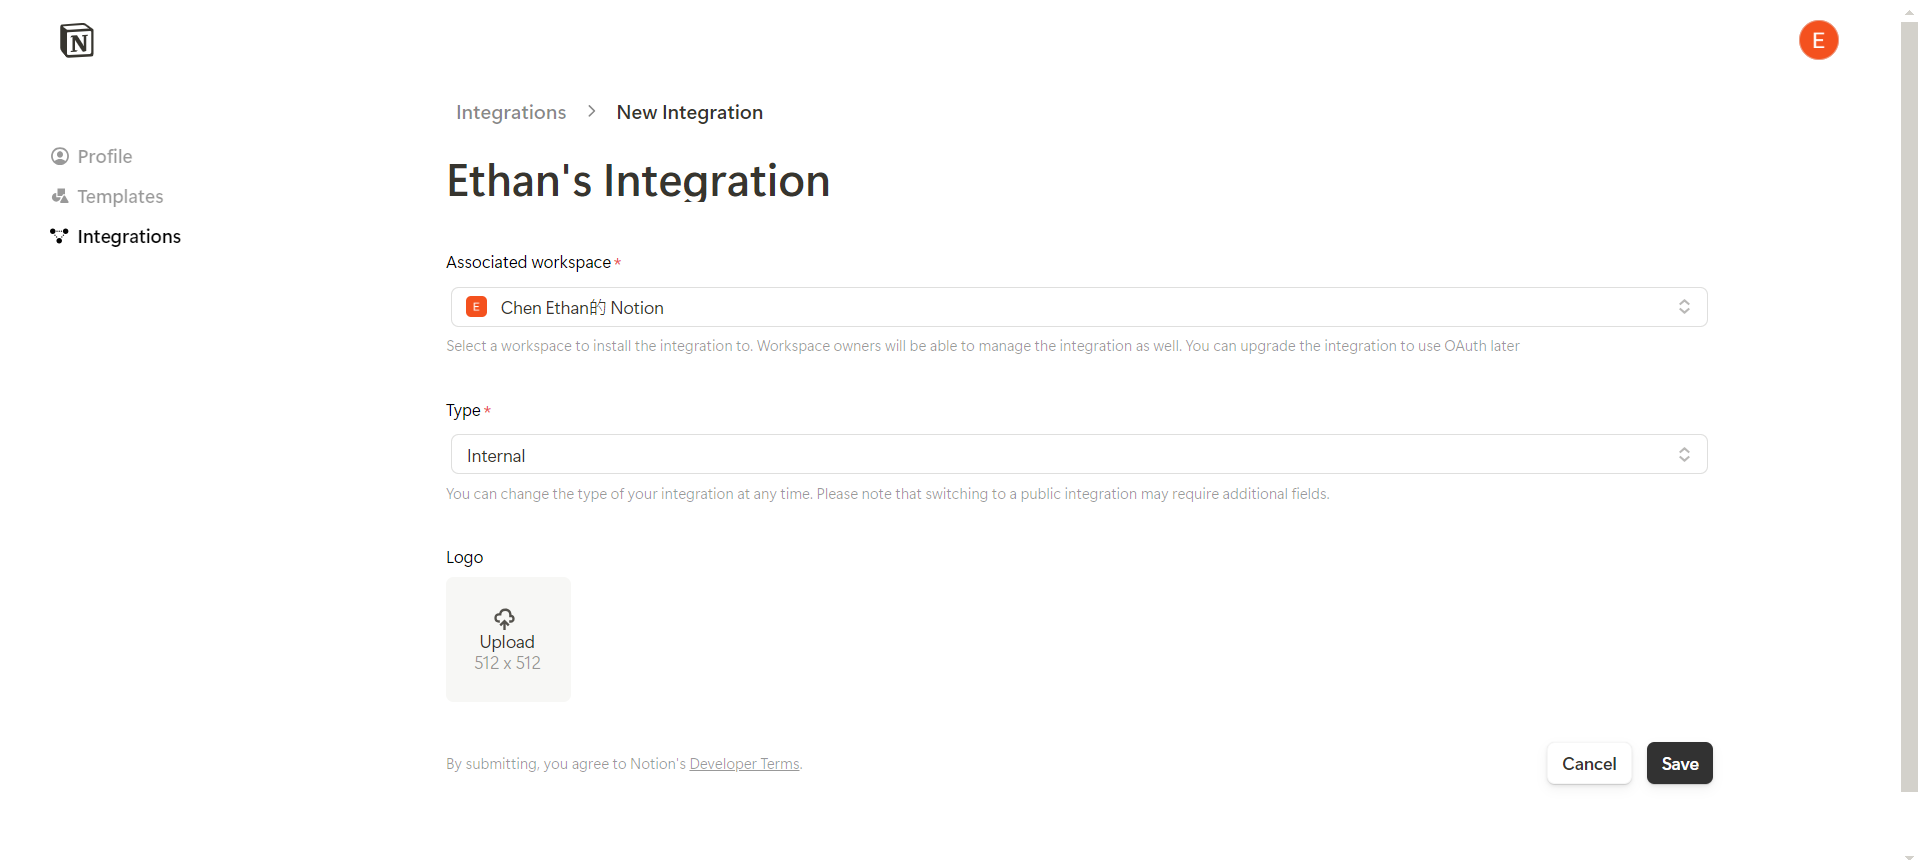 N
E
Integrations > New Integration
Profile
Templates
Integrations
Ethan's Integration
Associated workspace*
E Chen Ethan的 Notion
Select a workspace to install the integration to. Workspace owners will be able to manage the integration as well. You can upgrade the integration to use OAuth later
Type*
Internal
You can change the type of your integration at any time. Please note that switching to a public integration may require additional fields.
Logo
Upload
512 x 512
By submitting, you agree to Notion's Developer Terms.
Cancel
Save